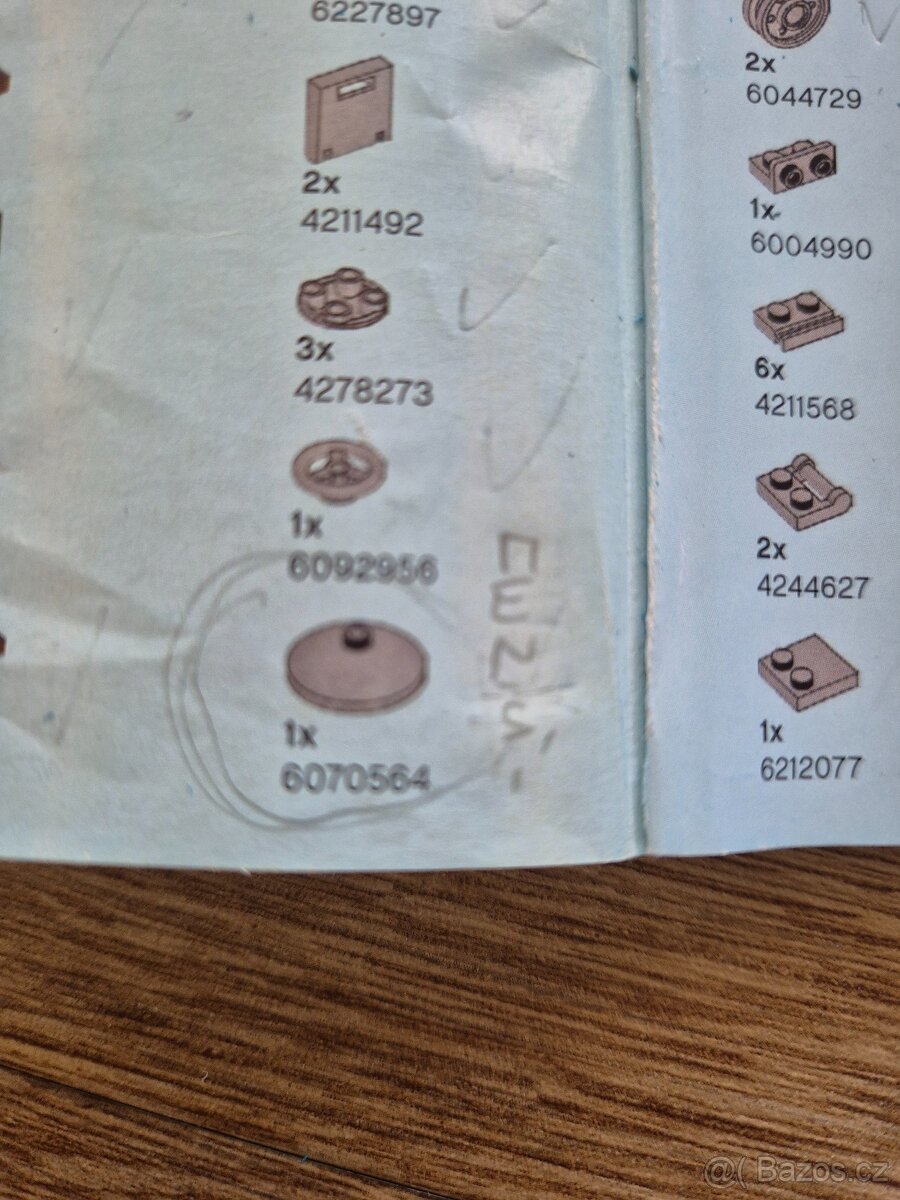 6227897
2x
4211492
3x
4278273
1x
6092956
1x
6070564
2x
6044729
1x
6004990
6x
4211568
2x
4244627
1x
6212077
@( Bazos.cz